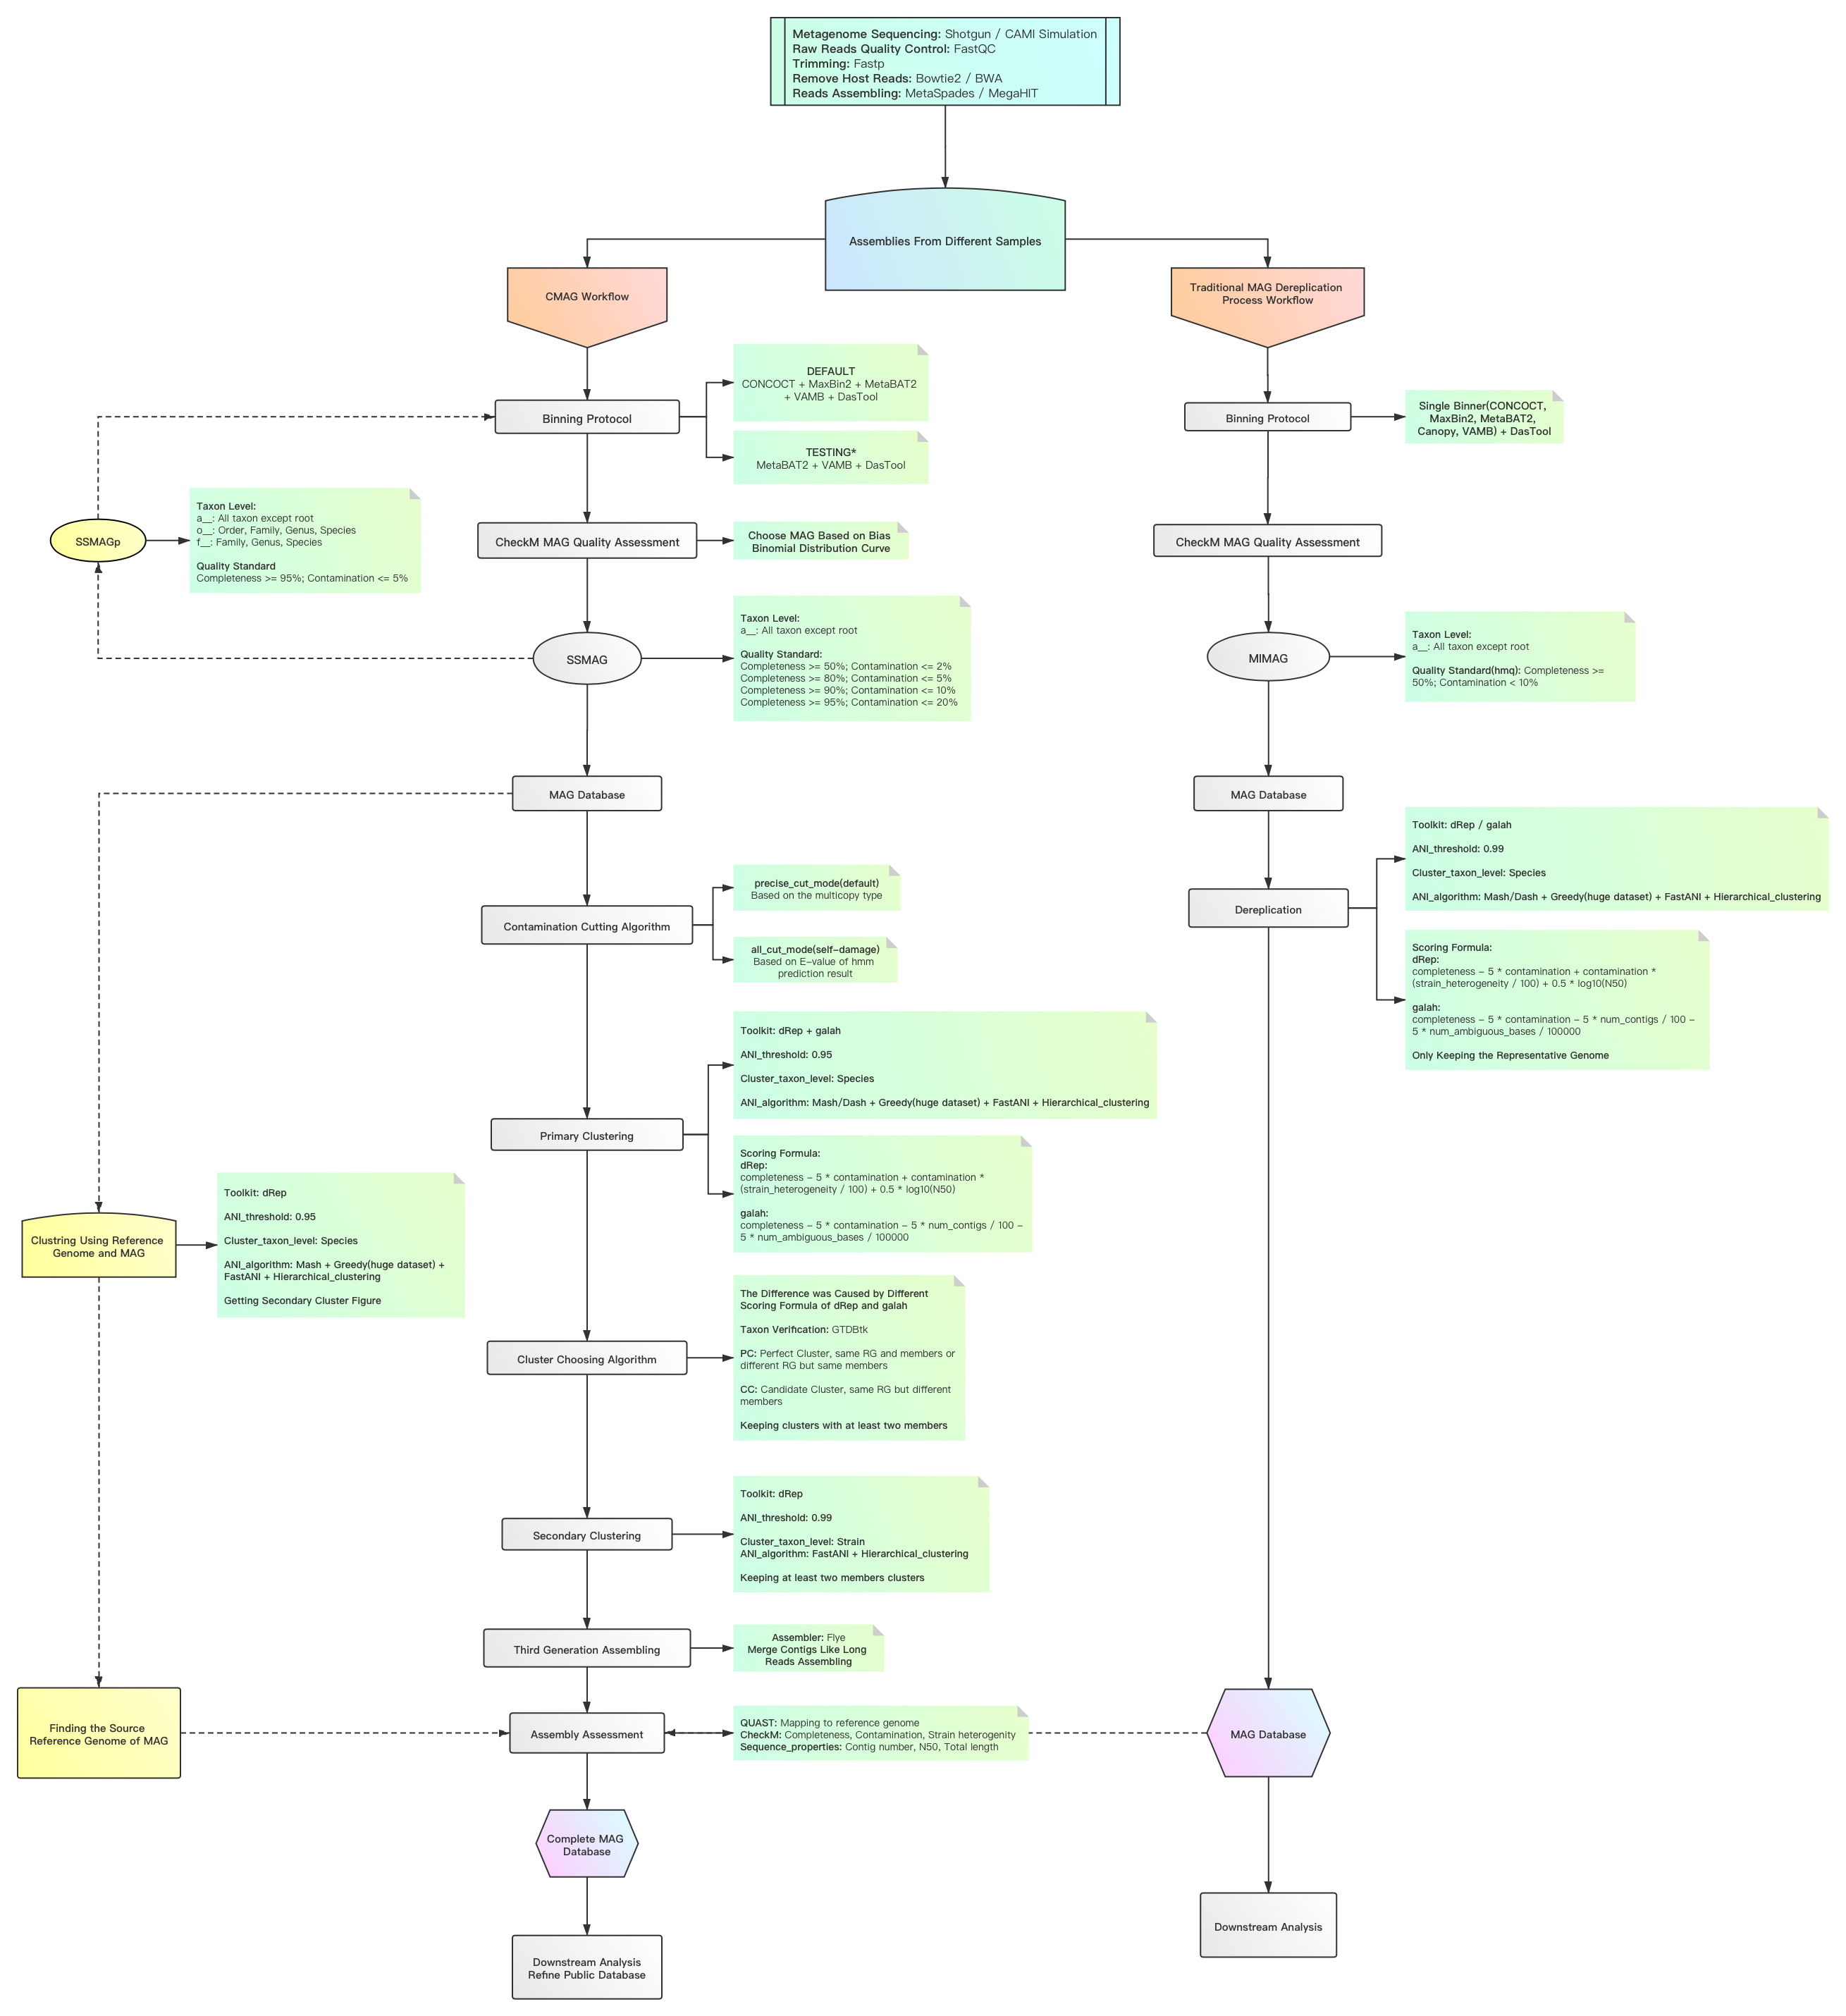 Metagenome Sequencing: Shotgun / CAMI Simulation
Raw Reads Quality Control: FastQC
Trimming: Fastp
Remove Host Reads: Bowtie2 / BWA
Reads Assembling: MetaSpades / MegaHIT
Assemblies From Different Samples
CMAG Workflow
Traditional MAG Dereplication
Process Workflow
Binning Protocol
DEFAULT
CONCOCT + MaxBin2 + MetaBAT2
+ VAMB + DasTool
TESTING*
MetaBAT2 + VAMB + DasTool
Binning Protocol
Single Binner(CONCOCT,
MaxBin2, MetaBAT2,
Canopy, VAMB) + DasTool
SSMAGp
Taxon Level:
a__: All taxon except root
o__: Order, Family, Genus, Species
f__: Family, Genus, Species
Quality Standard
Completeness >= 95%; Contamination <= 5%
CheckM MAG Quality Assessment
Choose MAG Based on Bias
Binomial Distribution Curve
CheckM MAG Quality Assessment
SSMAG
Taxon Level:
a__: All taxon except root
Quality Standard:
Completeness >= 50%; Contamination <= 2%
Completeness >= 80%; Contamination <= 5%
Completeness >= 90%; Contamination <= 10%
Completeness >= 95%; Contamination <= 20%
MIMAG
Taxon Level:
a__: All taxon except root
Quality Standard(hmq): Completeness >=
50%; Contamination < 10%
MAG Database
MAG Database
Contamination Cutting Algorithm
precise_cut_mode(default)
Based on the multicopy type
all_cut_mode(self-damage)
Based on E-value of hmm
prediction result
Dereplication
Toolkit: dRep / galah
ANI_threshold: 0.99
Cluster_taxon_level: Species
ANI_algorithm: Mash/Dash + Greedy(huge dataset) + FastANI + Hierarchical_clustering
Scoring Formula:
dRep:
completeness - 5 * contamination + contamination *
(strain_heterogeneity / 100) + 0.5 * log10(N50)
galah:
completeness - 5 * contamination - 5 * num_contigs / 100 -
5 * num_ambiguous_bases / 100000
Only Keeping the Representative Genome
Primary Clustering
Toolkit: dRep + galah
ANI_threshold: 0.95
Cluster_taxon_level: Species
ANI_algorithm: Mash/Dash + Greedy(huge dataset) + FastANI + Hierarchical_clustering
Scoring Formula:
dRep:
completeness - 5 * contamination + contamination *
(strain_heterogeneity / 100) + 0.5 * log10(N50)
galah:
completeness - 5 * contamination - 5 * num_contigs / 100 -
5 * num_ambiguous_bases / 100000
Clustring Using Reference
Genome and MAG
Toolkit: dRep
ANI_threshold: 0.95
Cluster_taxon_level: Species
ANI_algorithm: Mash + Greedy(huge dataset) +
FastANI + Hierarchical_clustering
Getting Secondary Cluster Figure
Cluster Choosing Algorithm
The Difference was Caused by Different
Scoring Formula of dRep and galah
Taxon Verification: GTDBtk
PC: Perfect Cluster, same RG and members or
different RG but same members
CC: Candidate Cluster, same RG but different
members
Keeping clusters with at least two members
Secondary Clustering
Toolkit: dRep
ANI_threshold: 0.99
Cluster_taxon_level: Strain
ANI_algorithm: FastANI + Hierarchical_clustering
Keeping at least two members clusters
Third Generation Assembling
Assembler: Flye
Merge Contigs Like Long
Reads Assembling
Finding the Source
Reference Genome of MAG
Assembly Assessment
QUAST: Mapping to reference genome
CheckM: Completeness, Contamination, Strain heterogenity
Sequence_properties: Contig number, N50, Total length
MAG Database
Complete MAG
Database
Downstream Analysis
Downstream Analysis
Refine Public Database